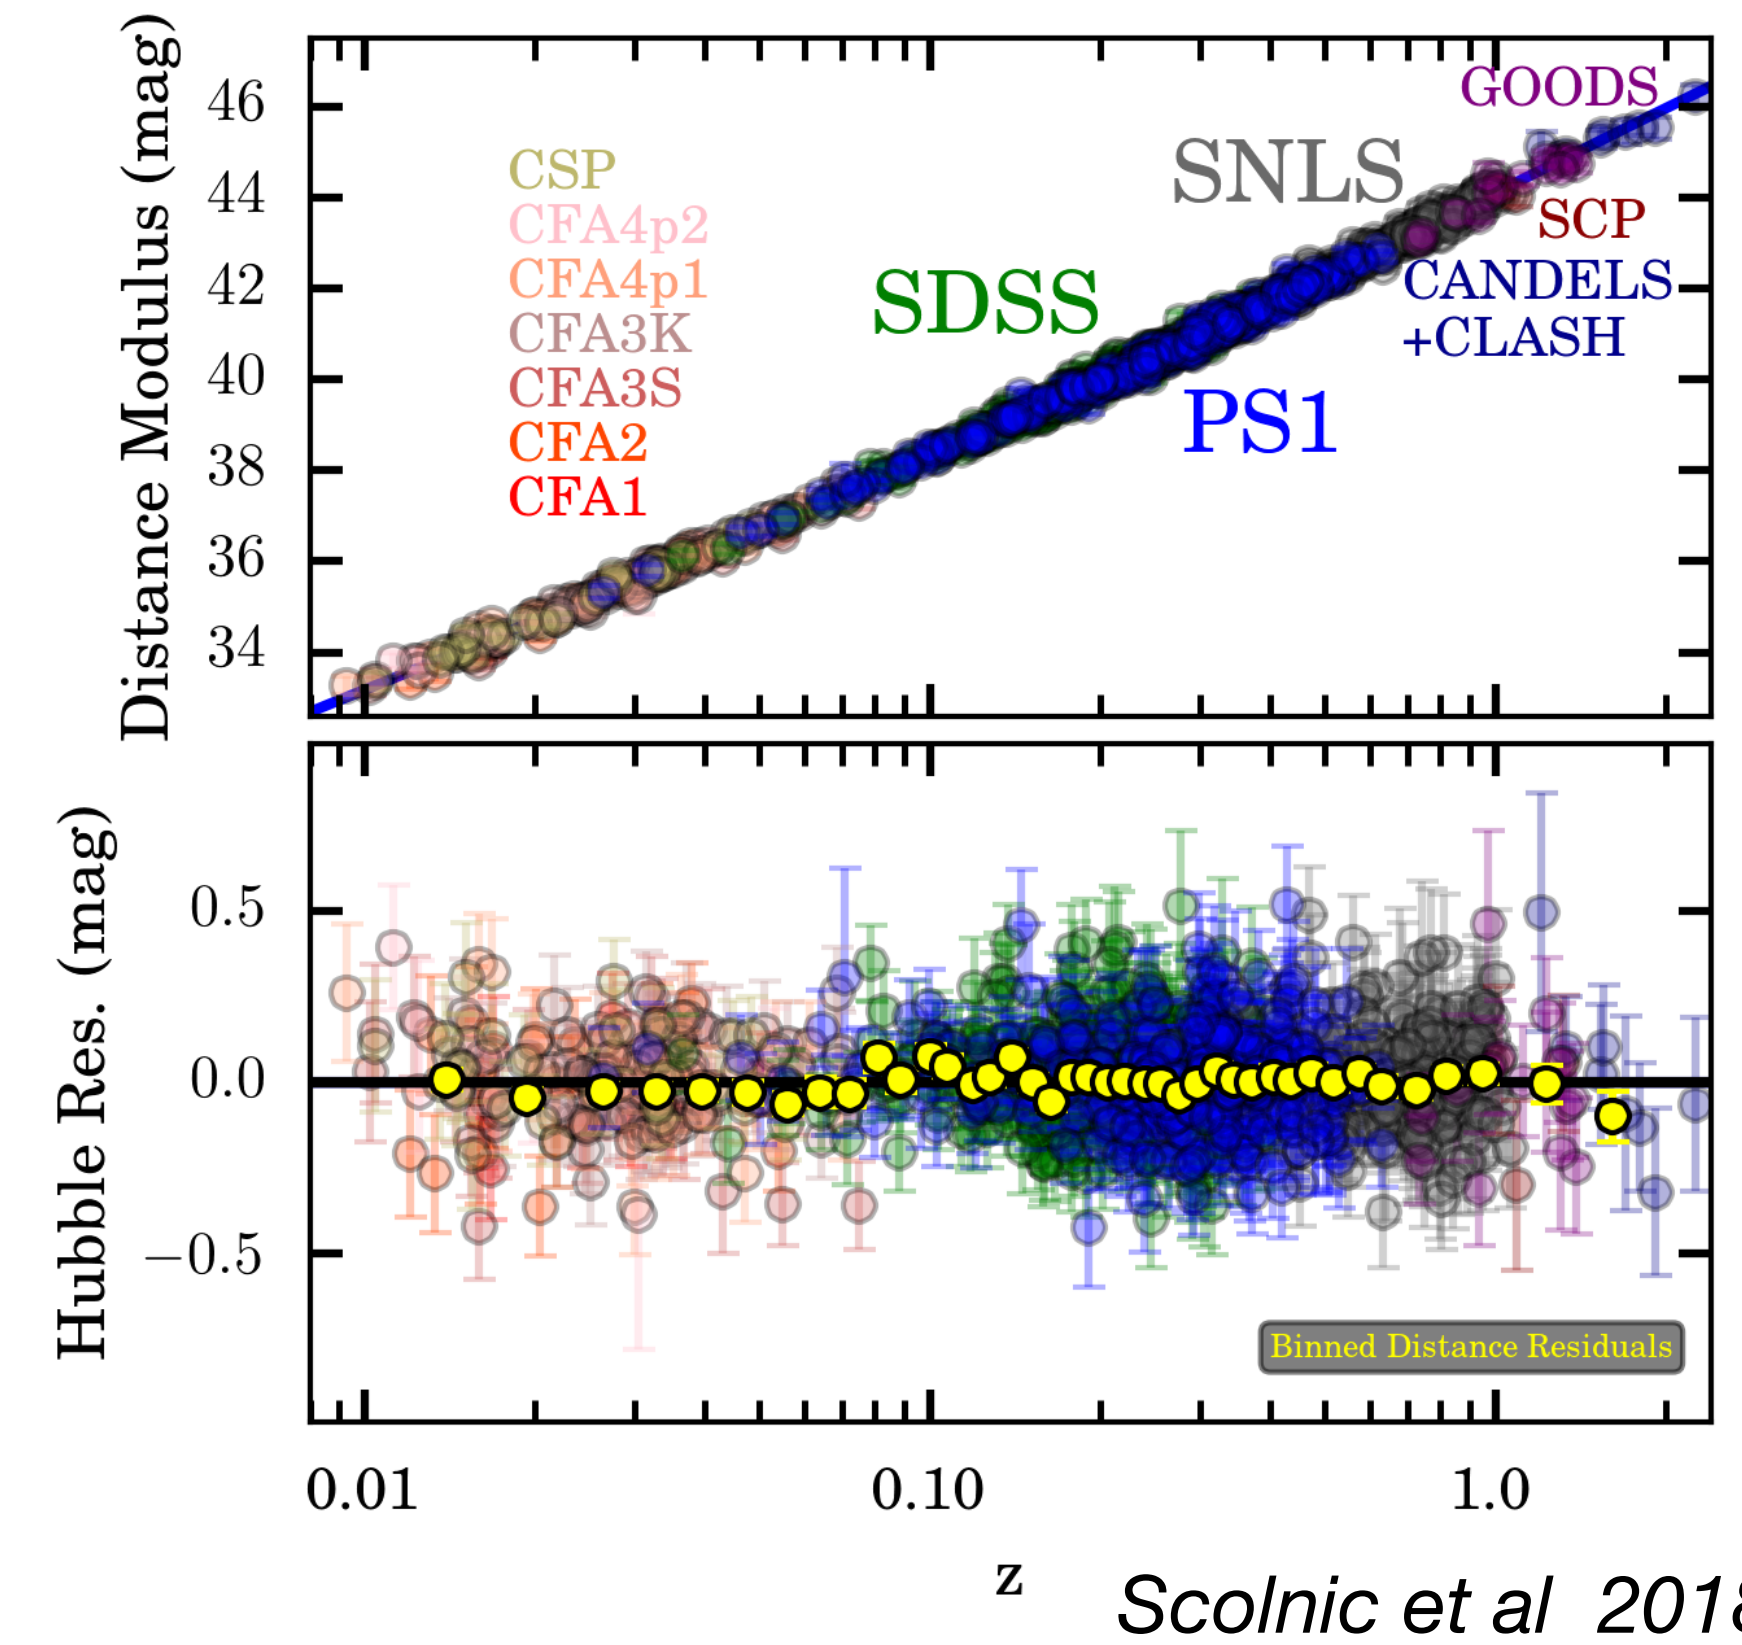 Distance Modulus (mag)
46
44
42
40
38
36
34
CSP
CFA4p2
CFA4p1
CFA3K
CFA3S
CFA2
CFA1
SDSS
SNLS
PS1
GOODS
SCP
CANDELS
+CLASH
Hubble Res. (mag)
0.5
0.0
−0.5
Binned Distance Residuals
0.01 0.10 1.0
z
Scolnic et al 2018